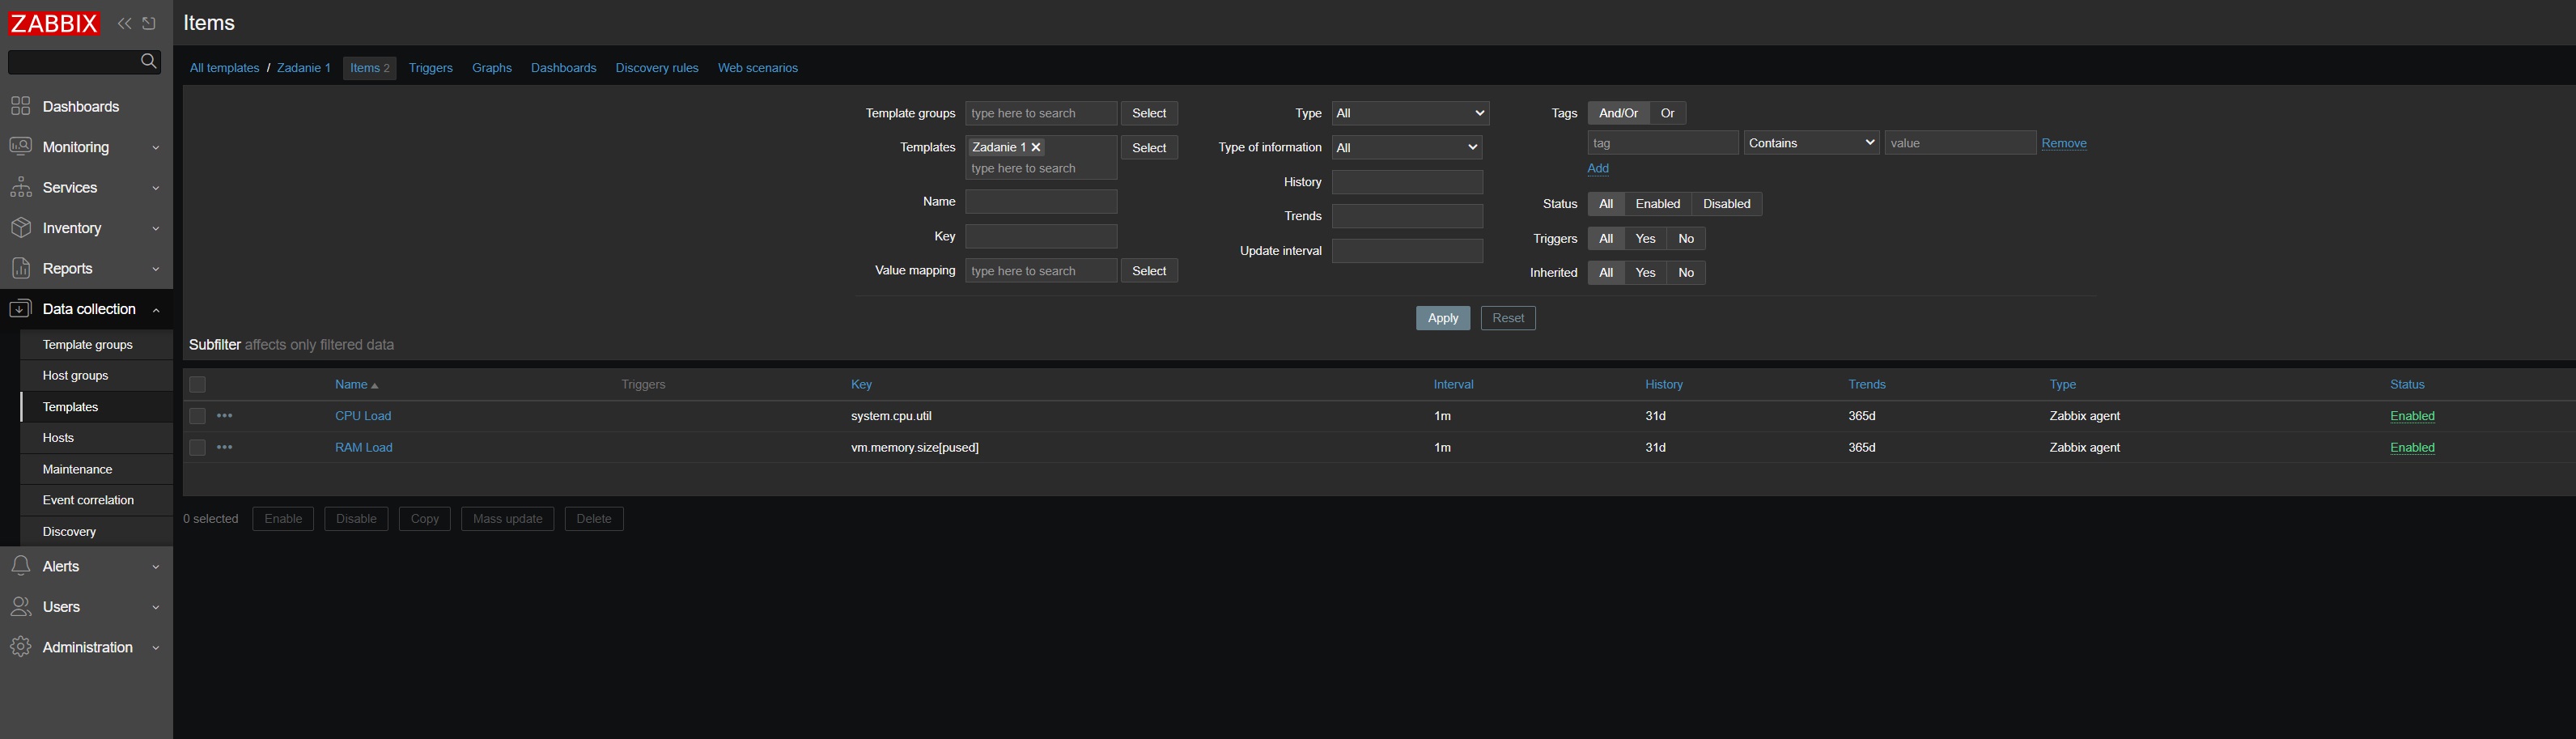 ZABBIX
Items
All templates / Zadanie 1 Items 2 Triggers Graphs Dashboards Discovery rules Web scenarios
Dashboards
Monitoring
Services
Inventory
Reports
Data collection
Template groups
Host groups
Templates
Hosts
Maintenance
Event correlation
Discovery
Alerts
Users
Administration
Template groups type here to search Select
Templates Zadanie 1 Select
type here to search
Name
Key
Value mapping type here to search Select
Type All
Type of information All
History
Trends
Update interval
Tags And/Or Or
tag Contains value Remove
Add
Status All Enabled Disabled
Triggers All Yes No
Inherited All Yes No
Apply Reset
Subfilter affects only filtered data
Name Triggers Key Interval History Trends Type Status
CPU Load system.cpu.util 1m 31d 365d Zabbix agent Enabled
RAM Load vm.memory.size[pused] 1m 31d 365d Zabbix agent Enabled
0 selected Enable Disable Copy Mass update Delete